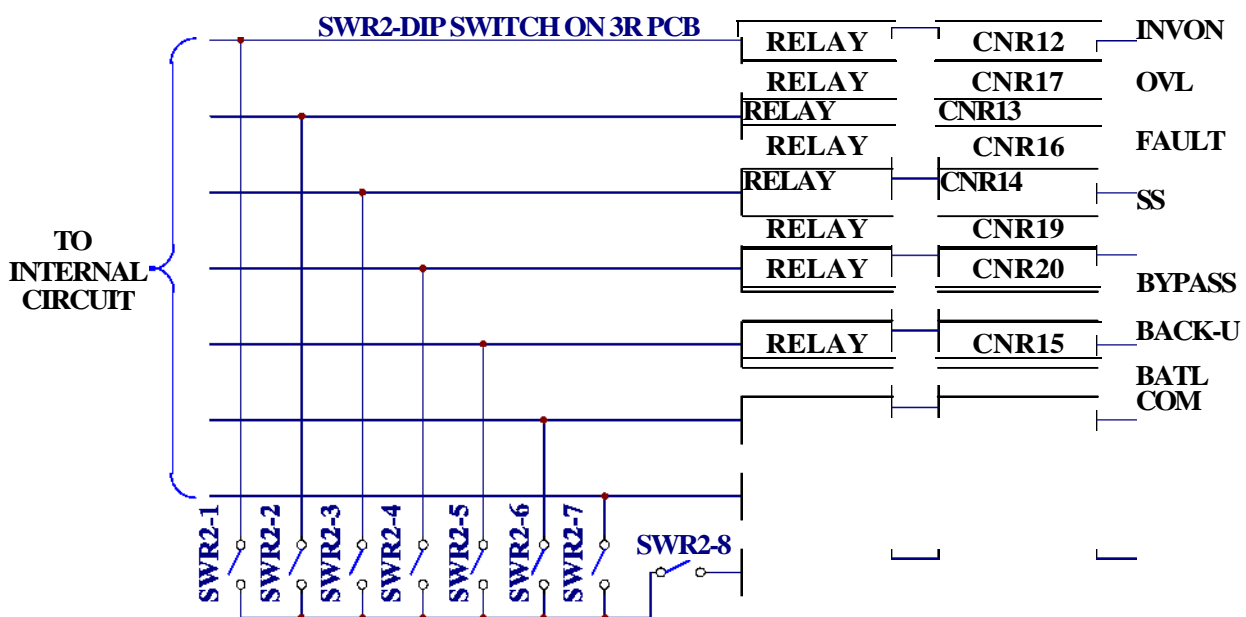 SWR2-DIP SWITCH ON 3R PCB
RELAY CNR12 INVON
RELAY CNR17 OVL
RELAY CNR13
RELAY CNR16 FAULT
RELAY CNR14
SS
RELAY CNR19
RELAY CNR20
BYPASS
RELAY CNR15
BACK-U
BATL
COM
TO
INTERNAL
CIRCUIT
SWR2-1
SWR2-2
SWR2-3
SWR2-4
SWR2-5
SWR2-6
SWR2-7
SWR2-8